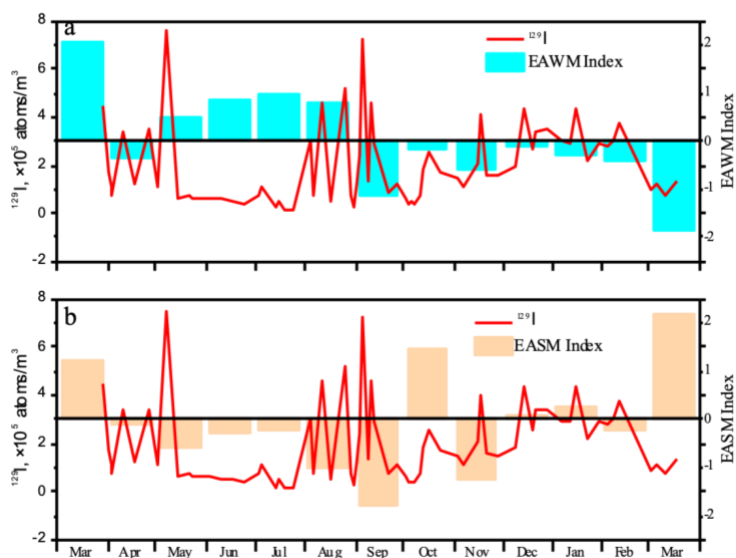 a
8
6
4
2
0
-2
¹²⁹I, ×10⁵ atoms/m³
¹²⁹I
EAWM Index
2
1
0
-1
-2
EAWM Index
b
8
6
4
2
0
-2
¹²⁹I, ×10⁵ atoms/m³
¹²⁹I
EASM Index
2
1
0
-1
-2
EASM Index
Mar Apr May Jun Jul Aug Sep Oct Nov Dec Jan Feb Mar